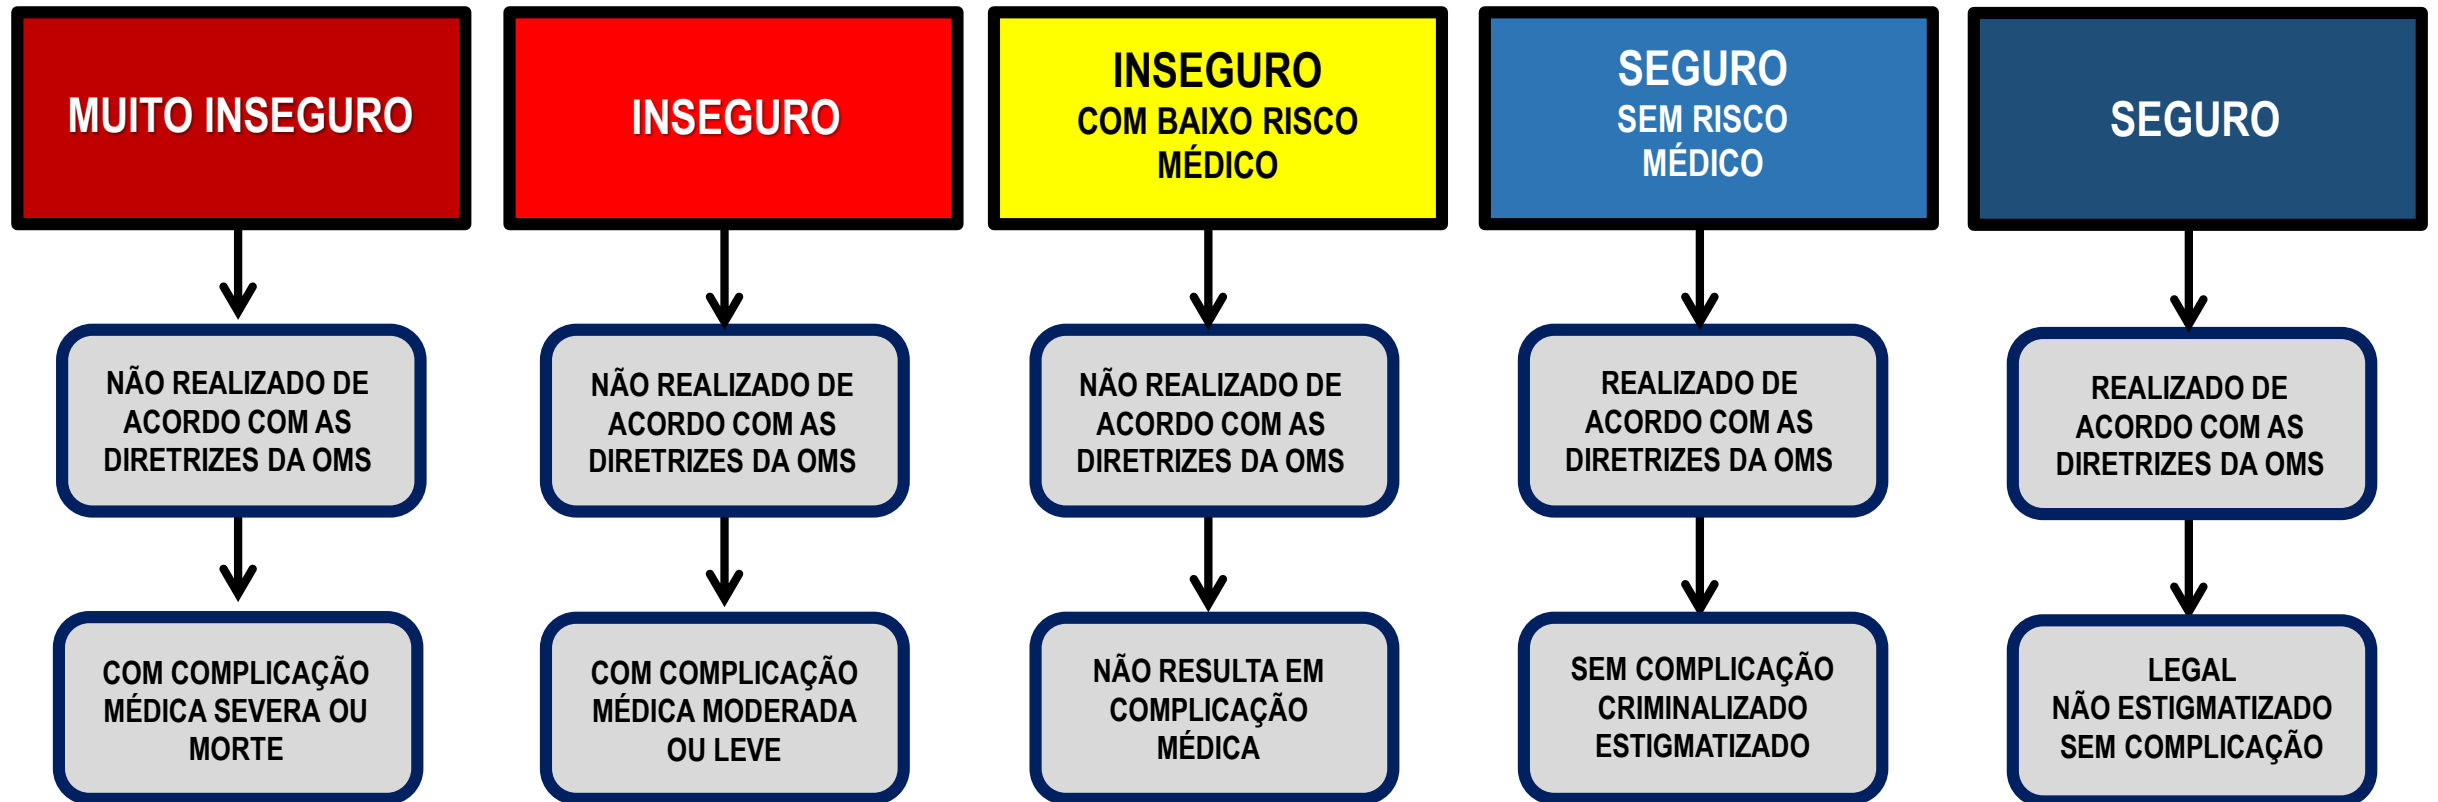 MUITO INSEGURO
INSEGURO
INSEGURO
COM BAIXO RISCO
MÉDICO
SEGURO
SEM RISCO
MÉDICO
SEGURO
NÃO REALIZADO DE
ACORDO COM AS
DIRETRIZES DA OMS
NÃO REALIZADO DE
ACORDO COM AS
DIRETRIZES DA OMS
NÃO REALIZADO DE
ACORDO COM AS
DIRETRIZES DA OMS
REALIZADO DE
ACORDO COM AS
DIRETRIZES DA OMS
REALIZADO DE
ACORDO COM AS
DIRETRIZES DA OMS
COM COMPLICAÇÃO
MÉDICA SEVERA OU
MORTE
COM COMPLICAÇÃO
MÉDICA MODERADA
OU LEVE
NÃO RESULTA EM
COMPLICAÇÃO
MÉDICA
SEM COMPLICAÇÃO
CRIMINALIZADO
ESTIGMATIZADO
LEGAL
NÃO ESTIGMATIZADO
SEM COMPLICAÇÃO